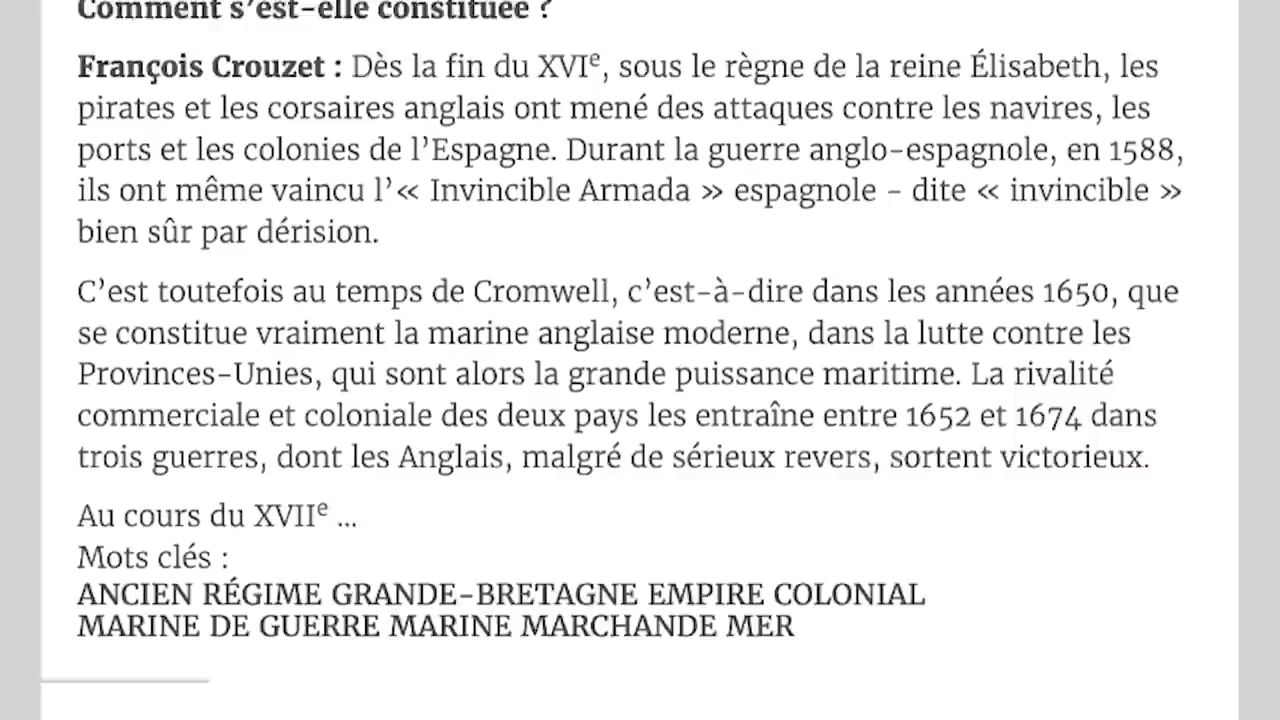 Comment s’est-elle constituée ?
François Crouzet : Dès la fin du XVIe, sous le règne de la reine Élisabeth, les
pirates et les corsaires anglais ont mené des attaques contre les navires, les
ports et les colonies de l’Espagne. Durant la guerre anglo-espagnole, en 1588,
ils ont même vaincu l’« Invincible Armada » espagnole - dite « invincible »
bien sûr par dérision.
C’est toutefois au temps de Cromwell, c’est-à-dire dans les années 1650, que
se constitue vraiment la marine anglaise moderne, dans la lutte contre les
Provinces-Unies, qui sont alors la grande puissance maritime. La rivalité
commerciale et coloniale des deux pays les entraîne entre 1652 et 1674 dans
trois guerres, dont les Anglais, malgré de sérieux revers, sortent victorieux.
Au cours du XVIIe ...
Mots clés :
ANCIEN RÉGIME GRANDE-BRETAGNE EMPIRE COLONIAL
MARINE DE GUERRE MARINE MARCHANDE MER